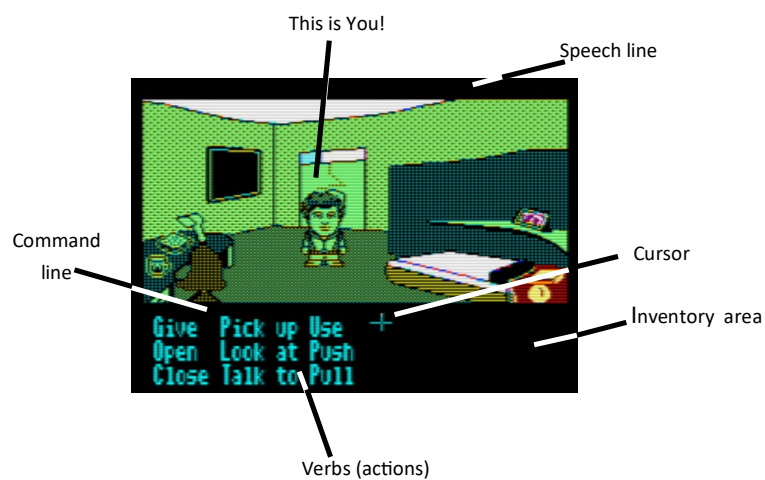 This is You!
Speech line
Command
line
Cursor
Inventory area
Give Pick up Use
Open Look at Push
Close Talk to Pull
Verbs (actions)